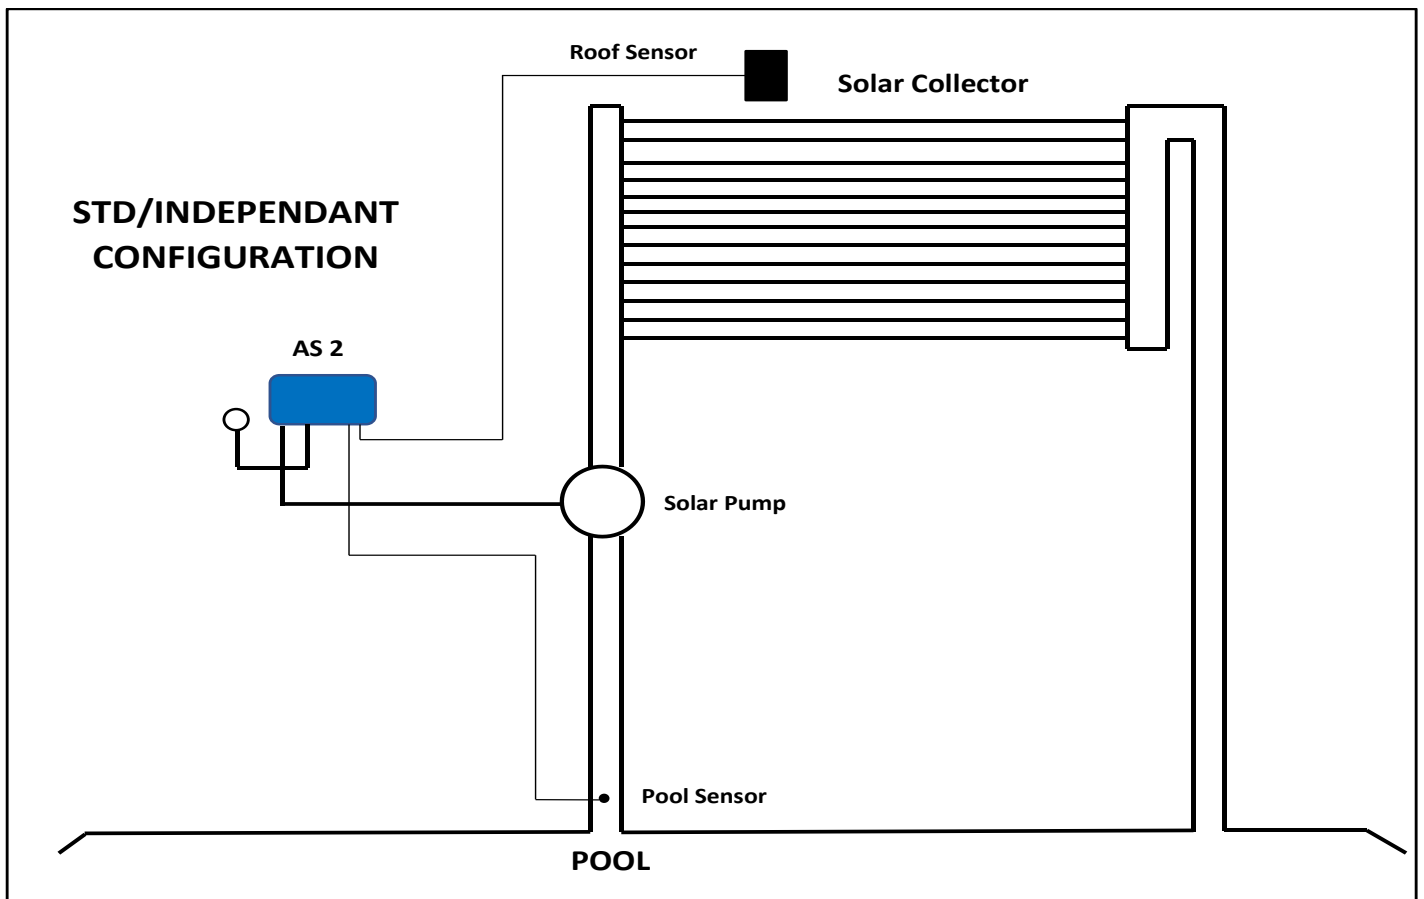 Roof Sensor
Solar Collector
STD/INDEPENDANT
CONFIGURATION
AS 2
Solar Pump
Pool Sensor
POOL